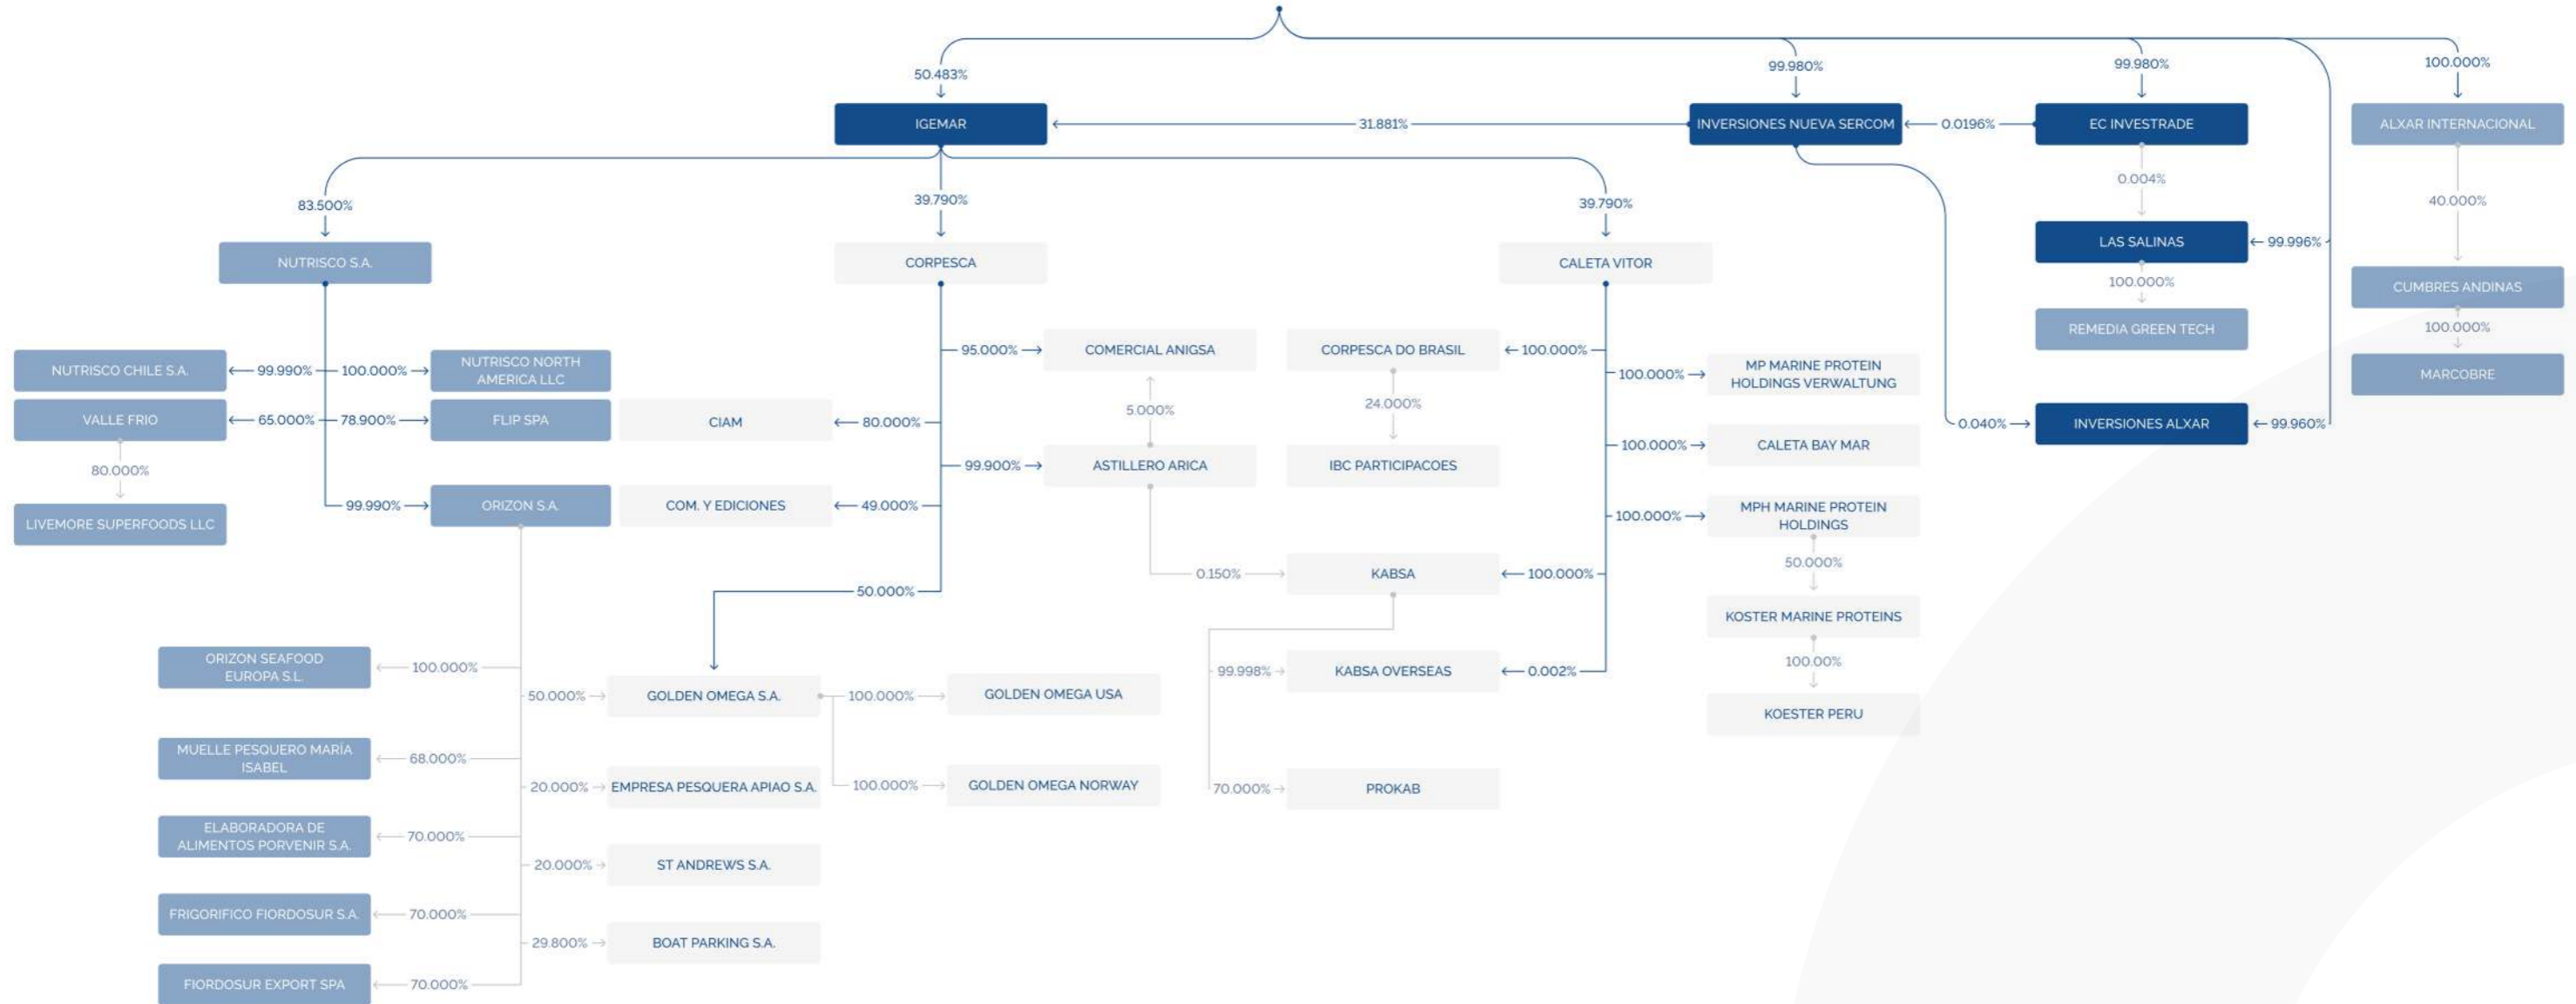 50.483%
99.980%
99.980%
100.000%
IGEMAR
31.881%
INVERSIONES NUEVA SERCOM
0.0196%
EC INVESTRADE
ALXAR INTERNACIONAL
83.500%
39.790%
39.790%
0.004%
40.000%
NUTRISCO S.A.
CORPESCA
CALETA VITOR
LAS SALINAS
99.996%
100.000%
CUMBRES ANDINAS
REMEDIA GREEN TECH
100.000%
MARCOBRE
0.040%
INVERSIONES ALXAR
99.960%
NUTRISCO CHILE S.A.
99.990%
100.000%
NUTRISCO NORTH
AMERICA LLC
VALLE FRIO
65.000%
78.900%
FLIP SPA
80.000%
LIVEMORE SUPERFOODS LLC
99.990%
ORIZON S.A.
95.000%
COMERCIAL ANIGSA
5.000%
CIAM
80.000%
99.900%
ASTILLERO ARICA
COM. Y EDICIONES
49.000%
50.000%
0.150%
CORPESCA DO BRASIL
100.000%
24.000%
IBC PARTICIPACOES
100.000%
MP MARINE PROTEIN
HOLDINGS VERWALTUNG
100.000%
CALETA BAY MAR
100.000%
MPH MARINE PROTEIN
HOLDINGS
50.000%
KOSTER MARINE PROTEINS
100.00%
KOESTER PERU
KABSA
100.000%
99.998%
KABSA OVERSEAS
0.002%
70.000%
PROKAB
ORIZON SEAFOOD
EUROPA S.L.
100.000%
50.000%
GOLDEN OMEGA S.A.
100.000%
GOLDEN OMEGA USA
MUELLE PESQUERO MARÍA
ISABEL
68.000%
20.000%
EMPRESA PESQUERA APIAO S.A.
100.000%
GOLDEN OMEGA NORWAY
ELABORADORA DE
ALIMENTOS PORVENIR S.A.
70.000%
20.000%
ST ANDREWS S.A.
FRIGORIFICO FIORDOSUR S.A.
70.000%
29.800%
BOAT PARKING S.A.
FIORDOSUR EXPORT SPA
70.000%